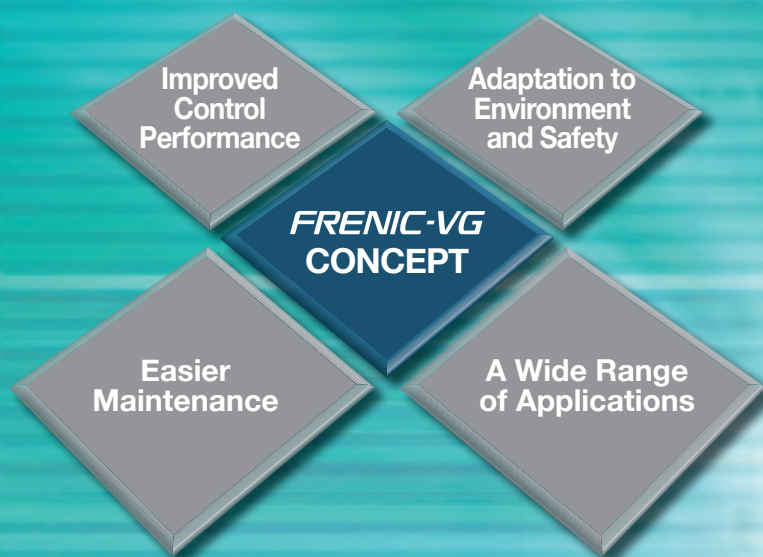 Improved
Control
Performance
Adaptation to
Environment
and Safety
FRENIC-VG
CONCEPT
Easier
Maintenance
A Wide Range
of Applications